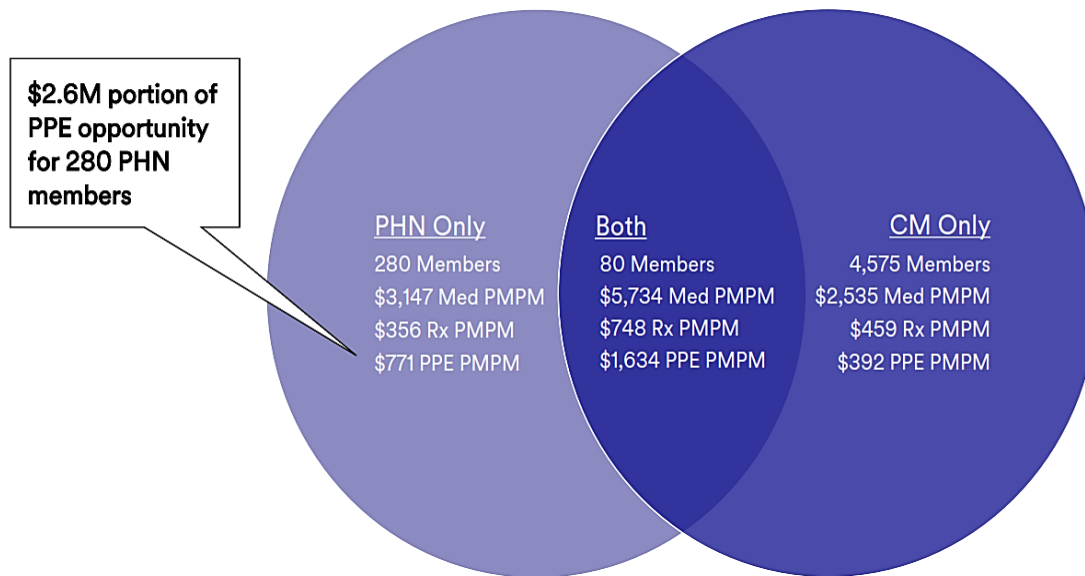 $2.6M portion of
PPE opportunity
for 280 PHN
members
PHN Only
280 Members
$3,147 Med PMPM
$356 Rx PMPM
$771 PPE PMPM
Both
80 Members
$5,734 Med PMPM
$748 Rx PMPM
$1,634 PPE PMPM
CM Only
4,575 Members
$2,535 Med PMPM
$459 Rx PMPM
$392 PPE PMPM